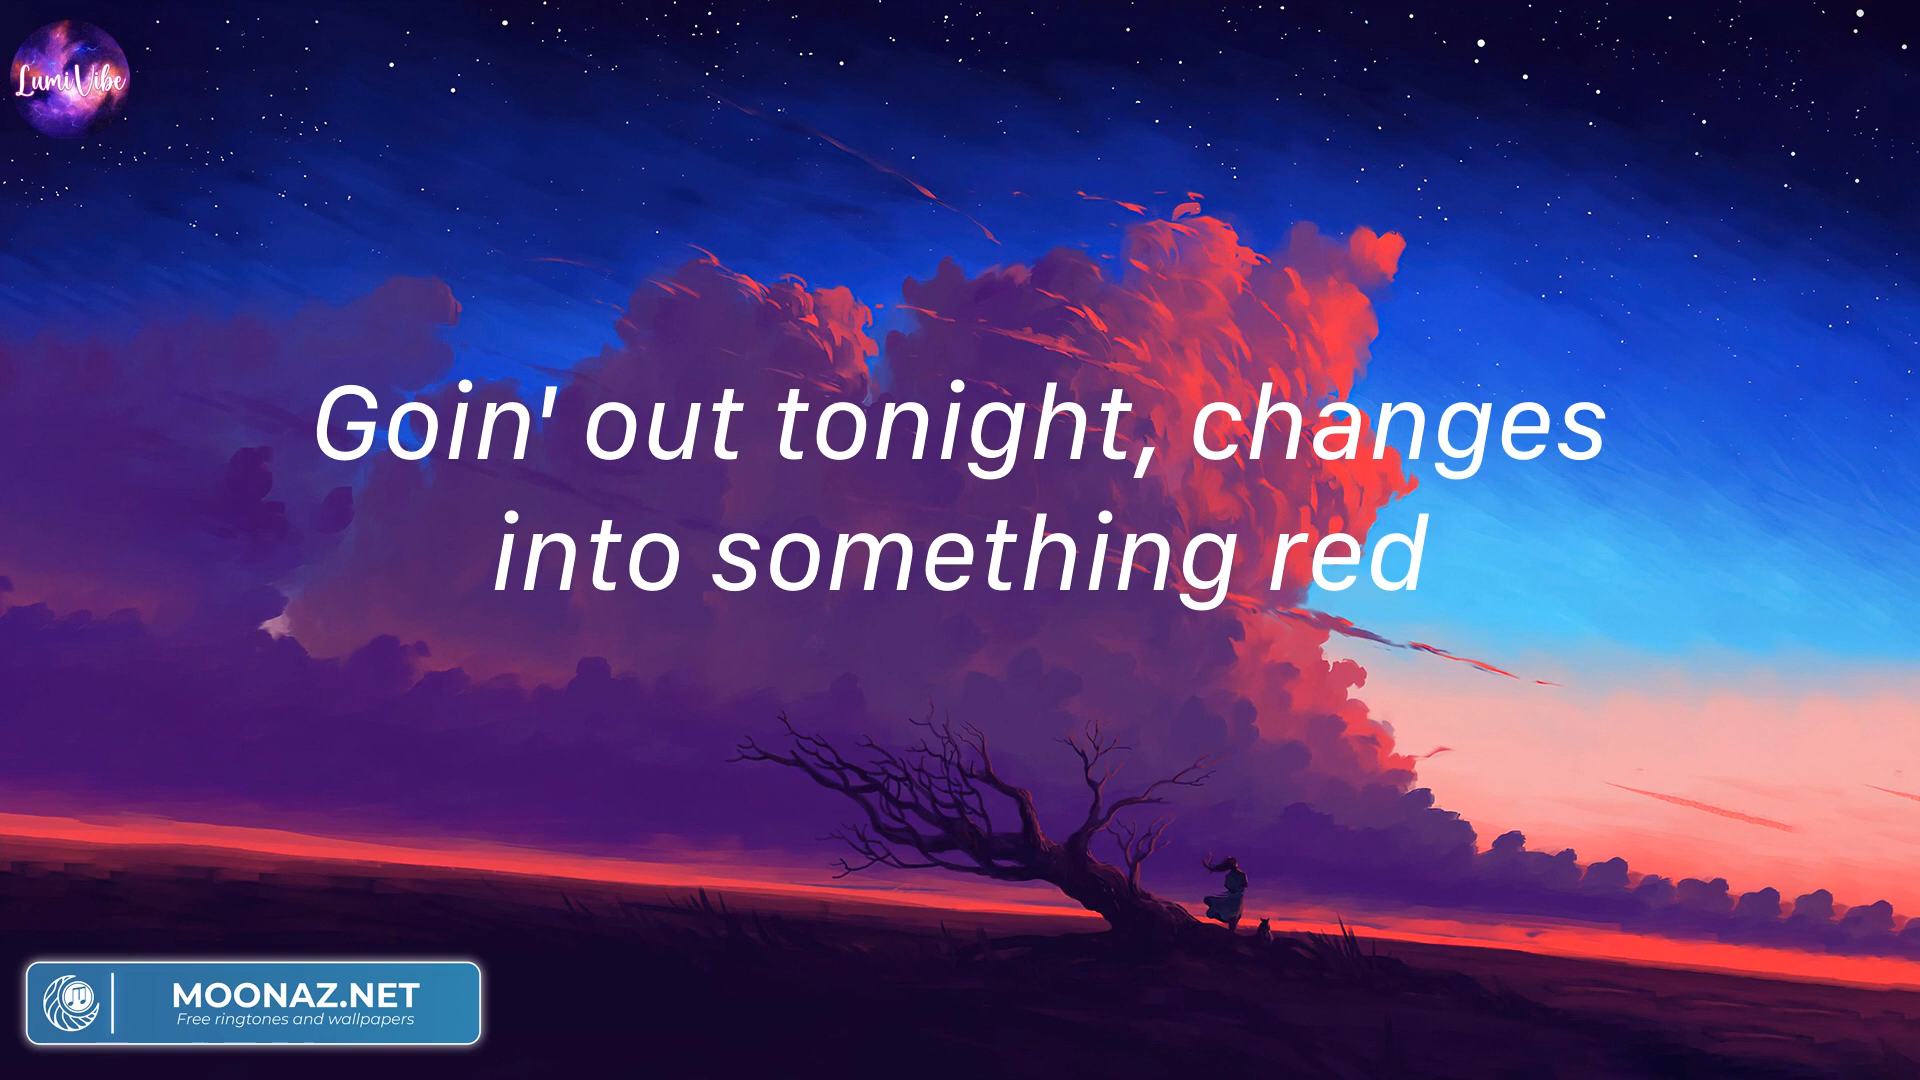 LumiVibe
Goin' out tonight, changes
into something red
MOONAZ.NET
Free ringtones and wallpapers